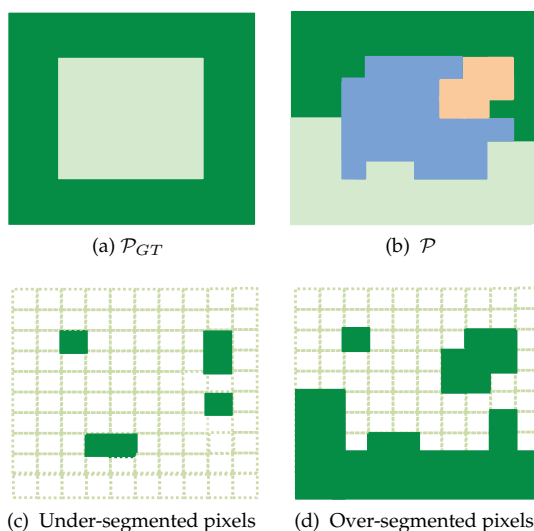 (a) 𝒫_GT
(b) 𝒫
(c) Under-segmented pixels
(d) Over-segmented pixels